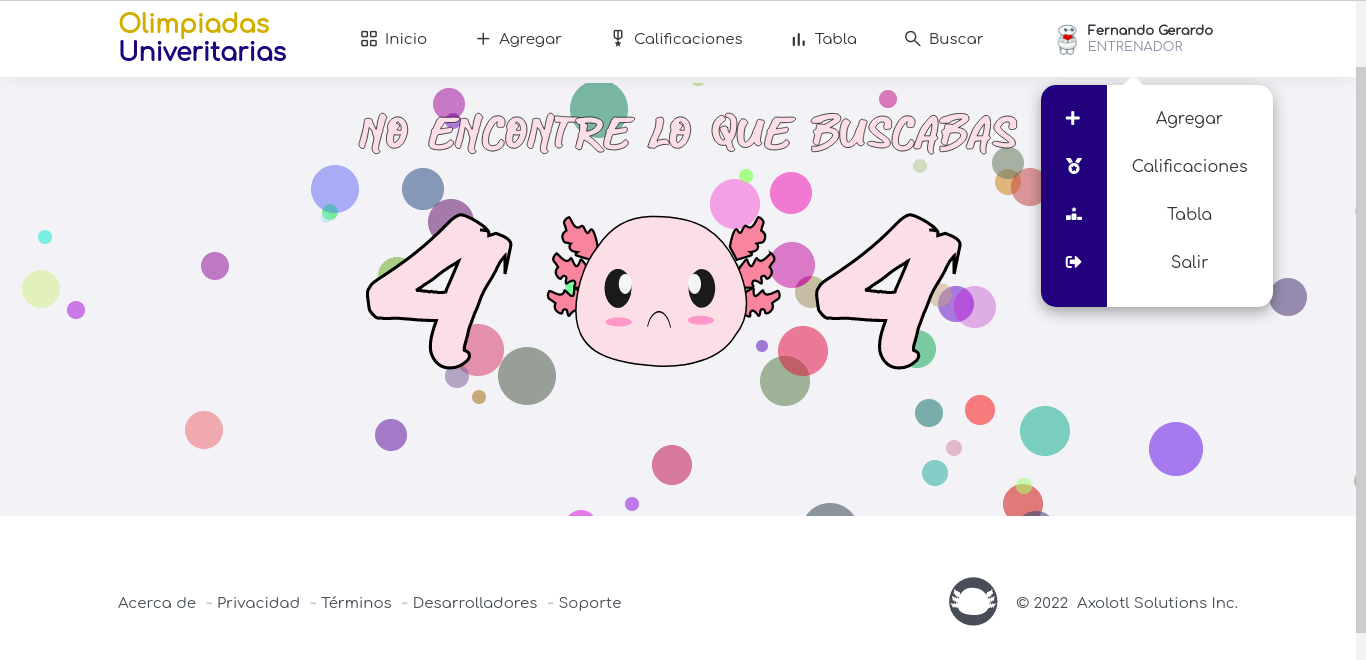 Olimpiadas
Univeritarias
Inicio
Agregar
Calificaciones
Tabla
Buscar
Fernando Gerardo
ENTRENADOR
NO ENCONTRE LO QUE BUSCABAS
4 4
Agregar
Calificaciones
Tabla
Salir
Acerca de - Privacidad - Términos - Desarrolladores - Soporte
© 2022 Axolotl Solutions Inc.